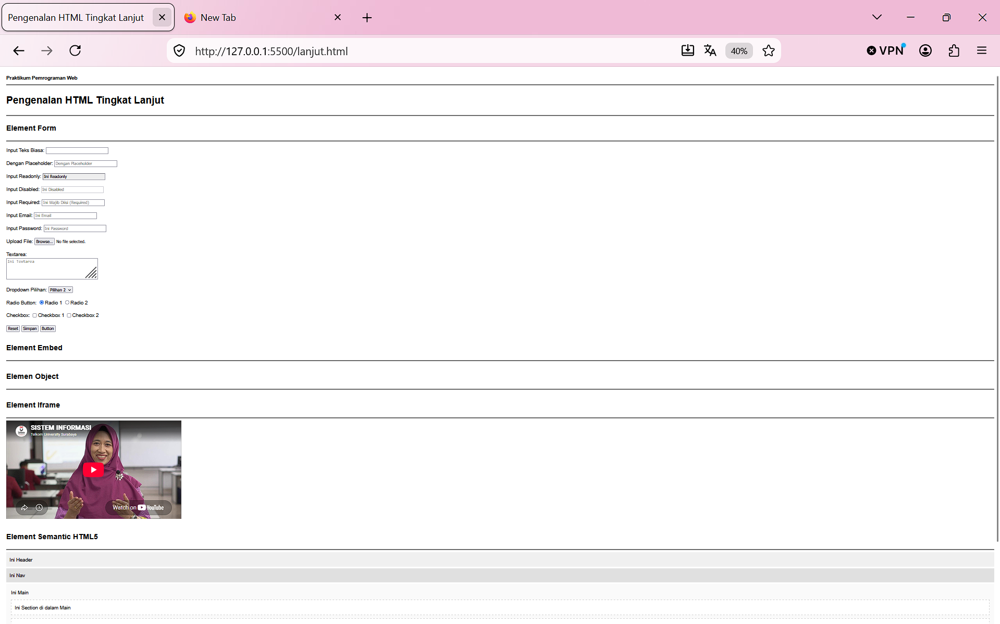 Pengenalan HTML Tingkat Lanjut
New Tab
http://127.0.0.1:5500/lanjut.html
40%
VPN
Praktikum Pemrograman Web
Pengenalan HTML Tingkat Lanjut
Element Form
Input Teks Biasa:
Dengan Placeholder: Dengan Placeholder
Input Readonly: Ini Readonly
Input Disabled: Ini Disabled
Input Required: Ini Wajib Diisi (Required)
Input Email: Ini Email
Input Password: Ini Password
Upload File: Browse... No file selected.
Textarea:
Ini Textarea
Dropdown Pilihan: Pilihan 2
Radio Button: Radio 1 Radio 2
Checkbox: Checkbox 1 Checkbox 2
Reset Simpan Button
Element Embed
Elemen Object
Element Iframe
SISTEM INFORMASI
Telkom University Surabaya
Watch on YouTube
Element Semantic HTML5
Ini Header
Ini Nav
Ini Main
Ini Section di dalam Main